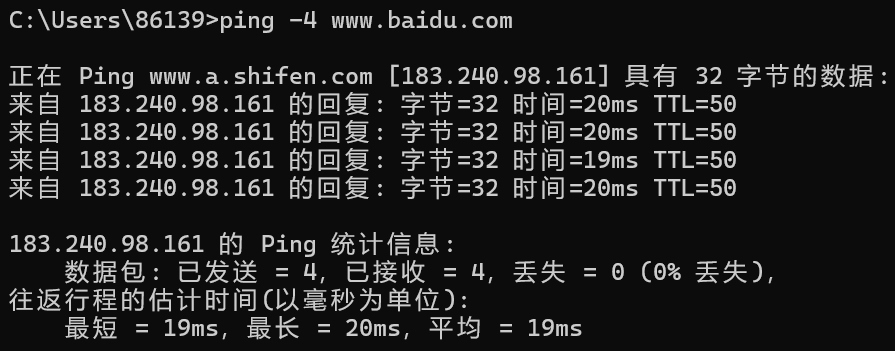 C:\Users\86139>ping -4 www.baidu.com
正在 Ping www.a.shifen.com [183.240.98.161] 具有 32 字节的数据:
来自 183.240.98.161 的回复: 字节=32 时间=20ms TTL=50
来自 183.240.98.161 的回复: 字节=32 时间=20ms TTL=50
来自 183.240.98.161 的回复: 字节=32 时间=19ms TTL=50
来自 183.240.98.161 的回复: 字节=32 时间=20ms TTL=50
183.240.98.161 的 Ping 统计信息:
数据包: 已发送 = 4, 已接收 = 4, 丢失 = 0 (0% 丢失),
往返行程的估计时间(以毫秒为单位):
最短 = 19ms, 最长 = 20ms, 平均 = 19ms